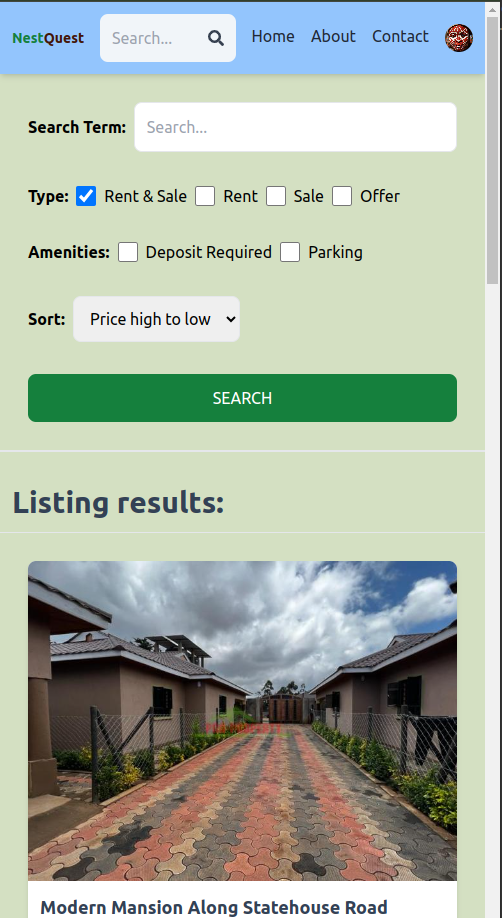 NestQuest Search... Home About Contact
Search Term: Search...
Type: Rent & Sale Rent Sale Offer
Amenities: Deposit Required Parking
Sort: Price high to low
SEARCH
Listing results:
Modern Mansion Along Statehouse Road